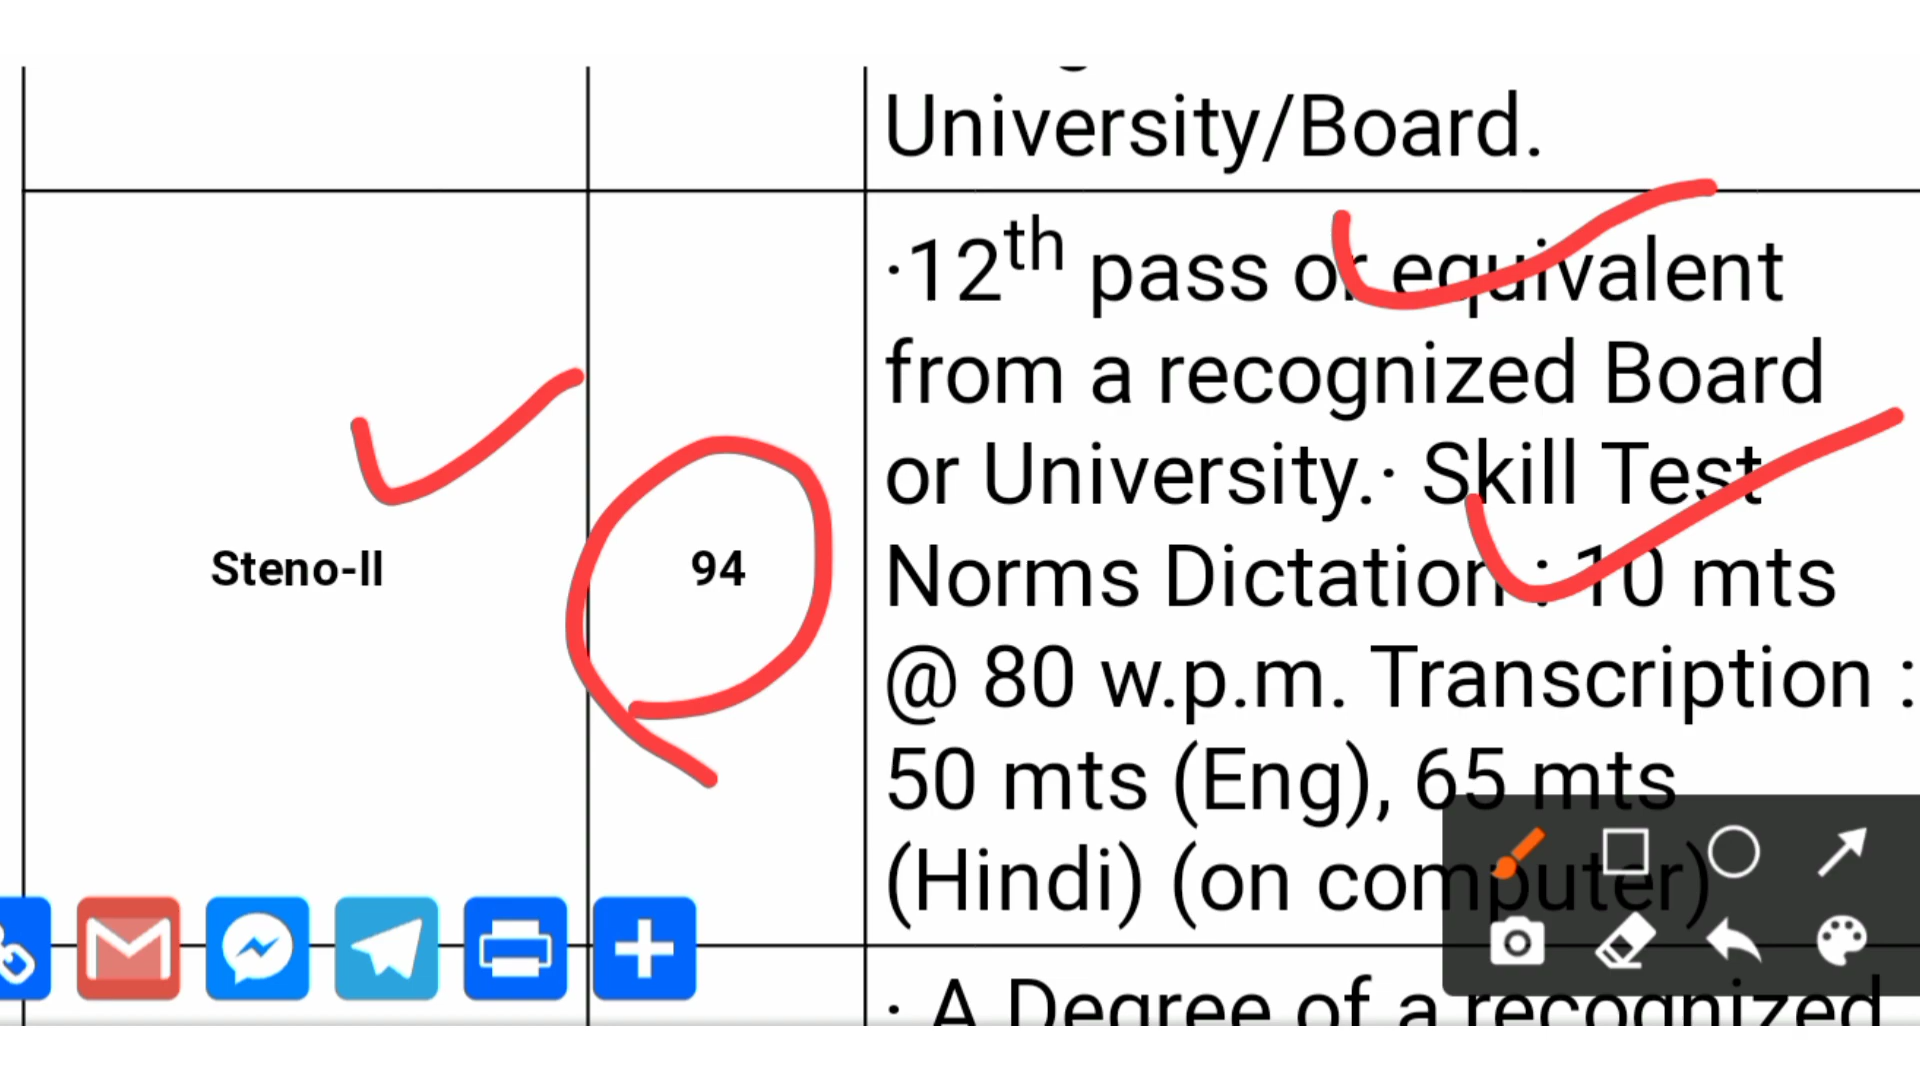 University/Board.
·12th pass or equivalent
from a recognized Board
or University.· Skill Test
Steno-II
94
Norms Dictation : 10 mts
@ 80 w.p.m. Transcription :
50 mts (Eng), 65 mts
(Hindi) (on computer)
· A Degree of a recognized